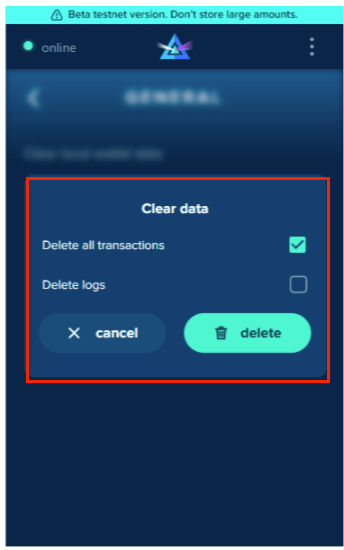 Beta testnet version. Don't store large amounts.
online
GENERAL
Clear local wallet data
Clear data
Delete all transactions
Delete logs
cancel
delete